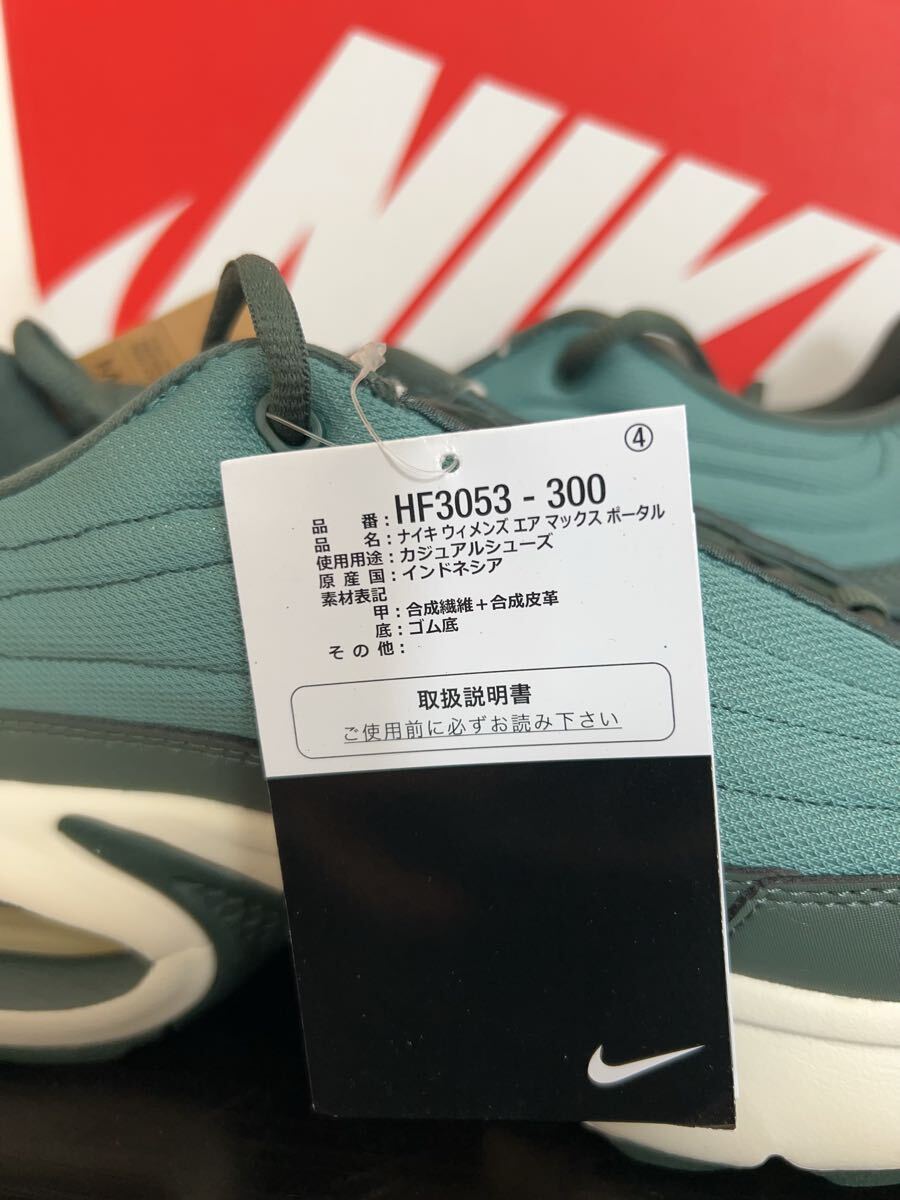 NIK
④
品 番：HF3053 - 300
品 名：ナイキ ウィメンズ エア マックス ポータル
使用用途：カジュアルシューズ
原 産 国：インドネシア
素材表記
甲：合成繊維＋合成皮革
底：ゴム底
そ の 他：
取扱説明書
ご使用前に必ずお読み下さい